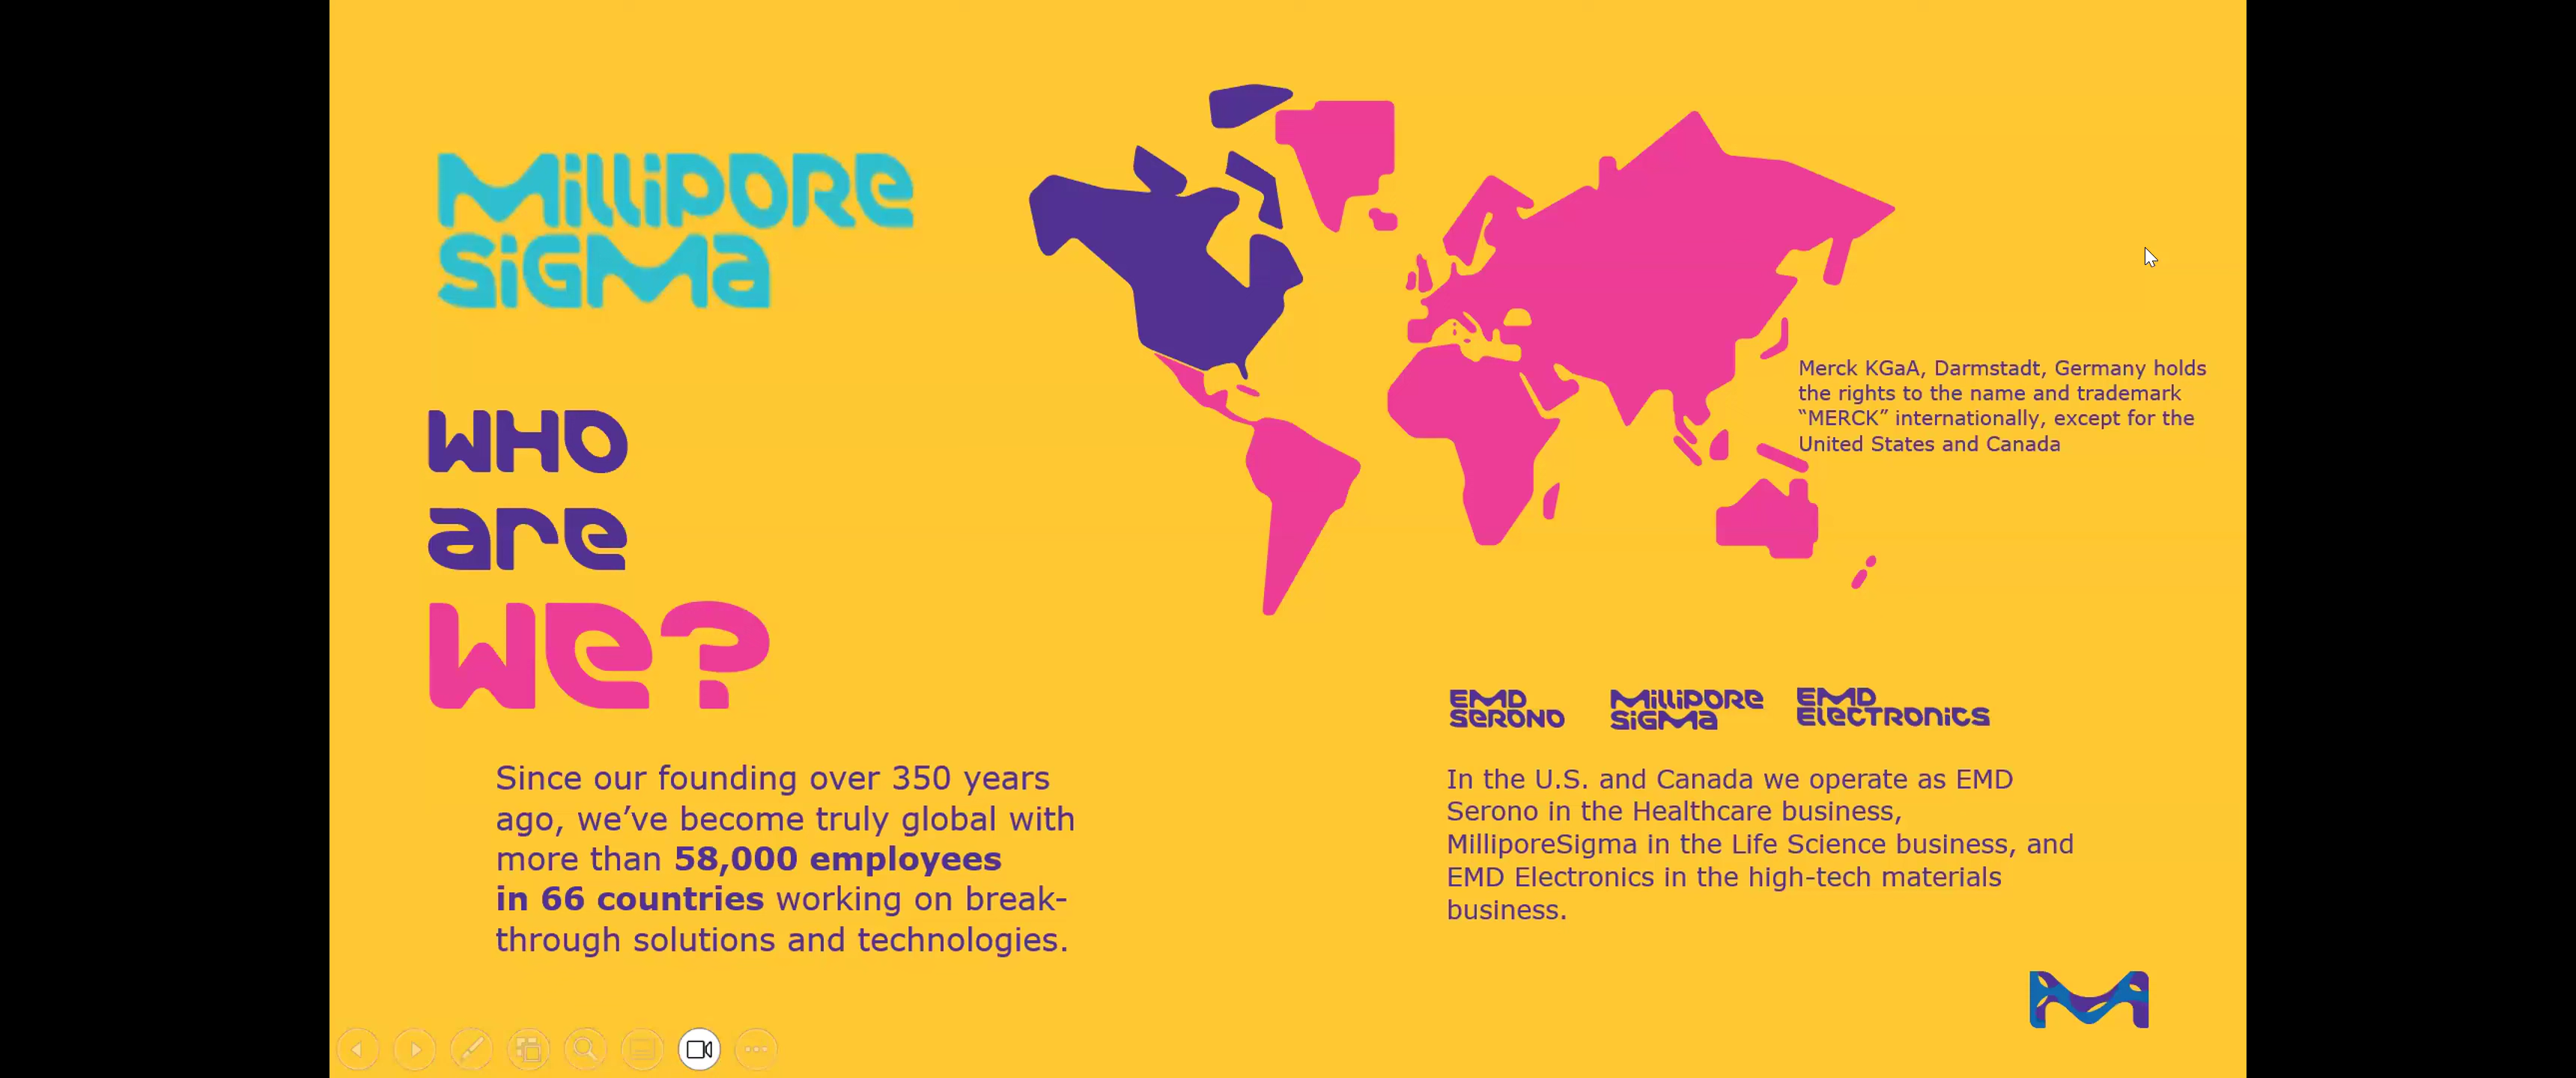 Millipore
Sigma
WHO
are
we?
Since our founding over 350 years
ago, we’ve become truly global with
more than 58,000 employees
in 66 countries working on break-
through solutions and technologies.
Merck KGaA, Darmstadt, Germany holds
the rights to the name and trademark
“MERCK” internationally, except for the
United States and Canada
EMD
Serono
Millipore
Sigma
EMD
Electronics
In the U.S. and Canada we operate as EMD
Serono in the Healthcare business,
MilliporeSigma in the Life Science business, and
EMD Electronics in the high-tech materials
business.
M